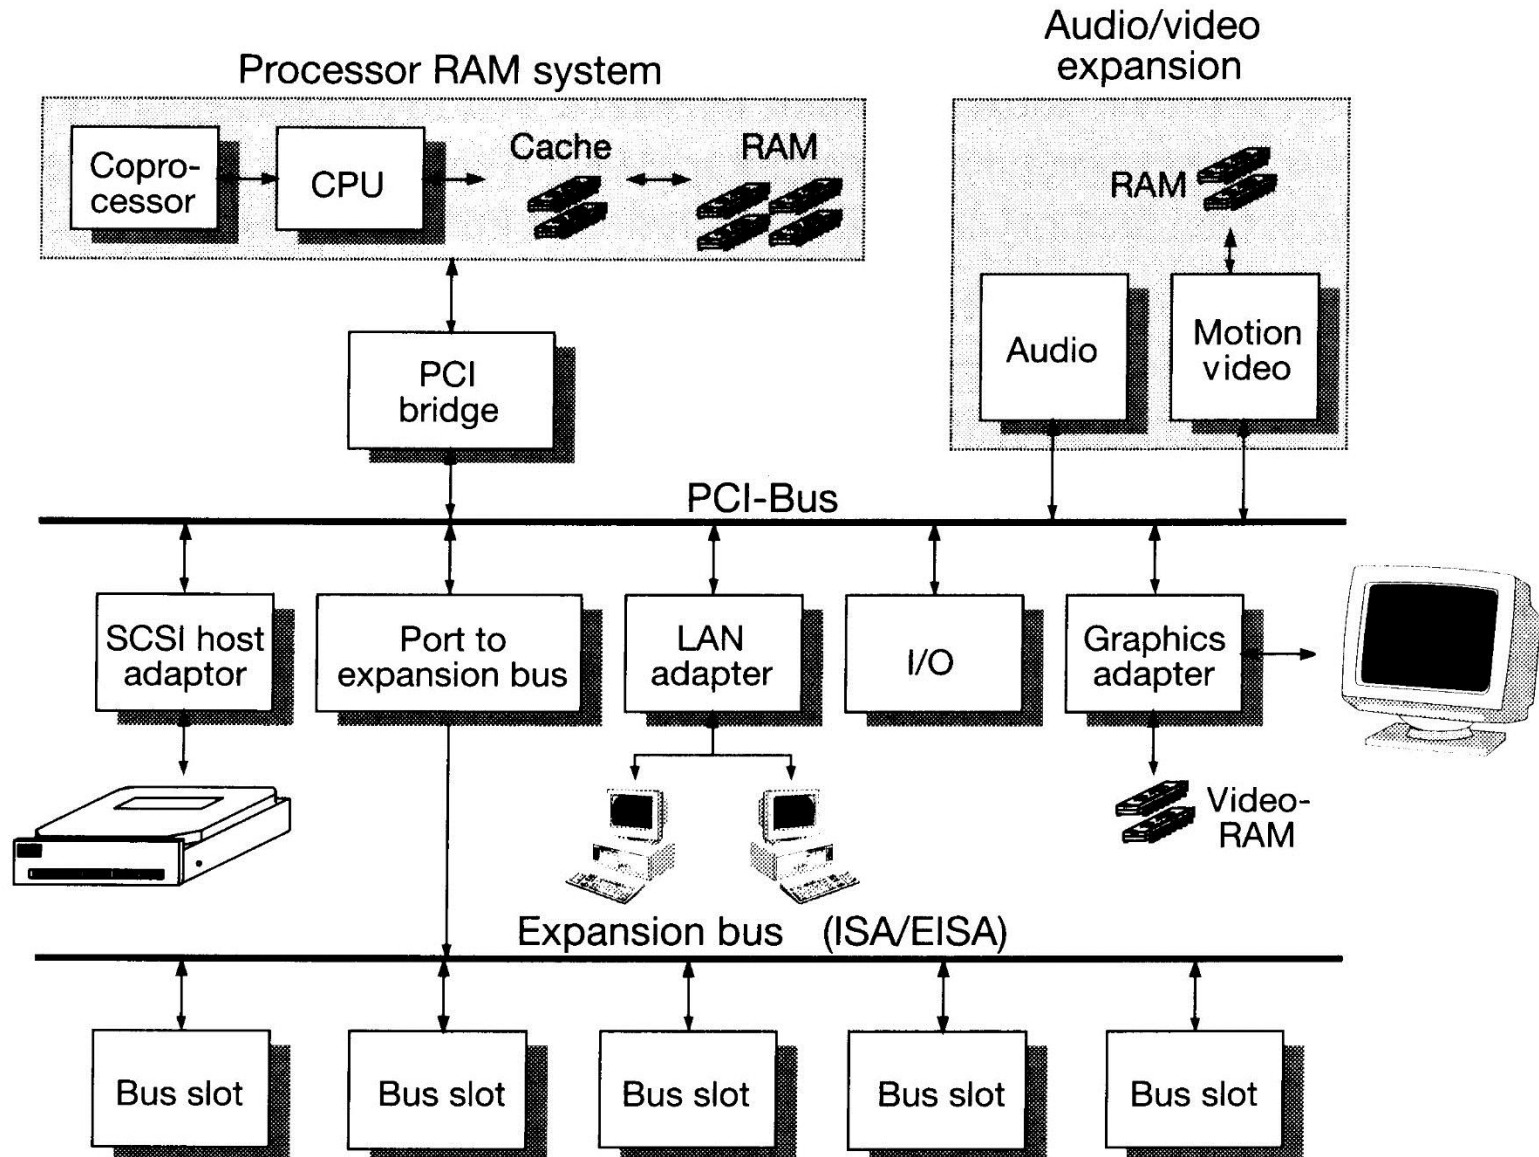 Processor RAM system
Audio/video
expansion
Copro-
cessor
CPU
Cache
RAM
RAM
PCI
bridge
Audio
Motion
video
PCI-Bus
SCSI host
adaptor
Port to
expansion bus
LAN
adapter
I/O
Graphics
adapter
Video-
RAM
Expansion bus (ISA/EISA)
Bus slot
Bus slot
Bus slot
Bus slot
Bus slot